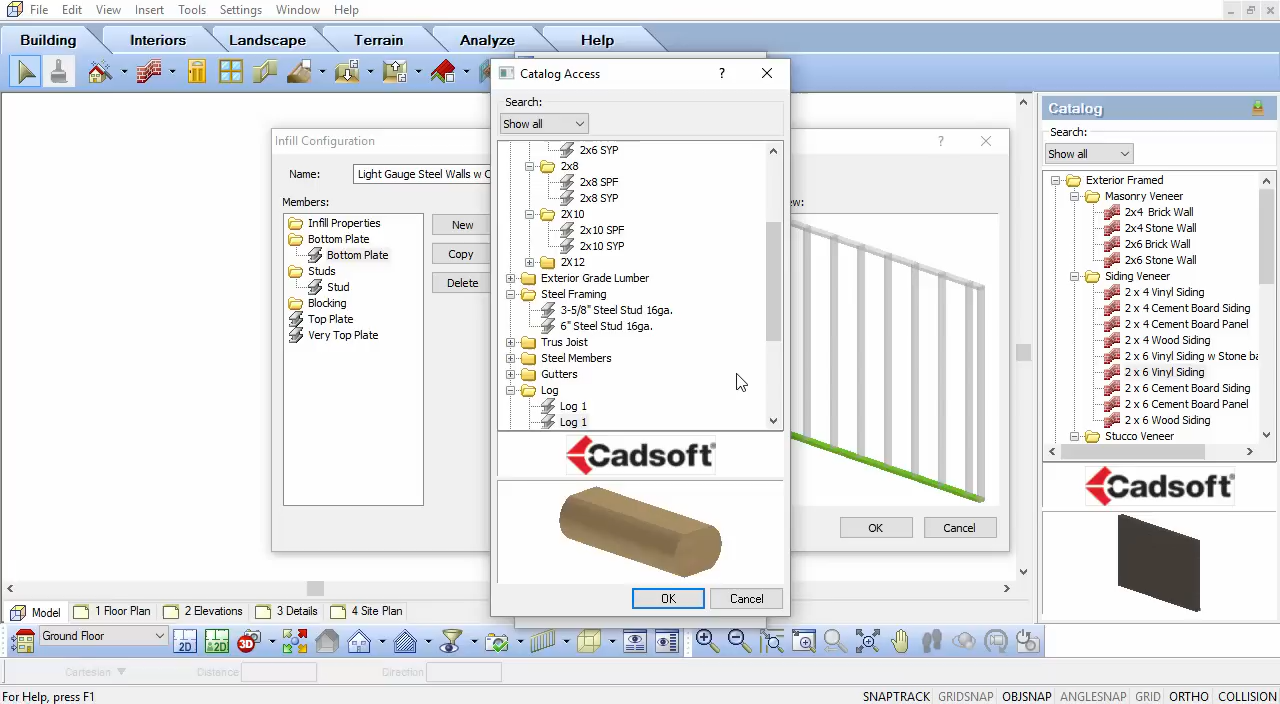 File Edit View Insert Tools Settings Window Help
Building Interiors Landscape Terrain Analyze Help
Catalog Access ?
Search:
Show all
2x6 SYP
2x8
2x8 SPF
2x8 SYP
2X10
2x10 SPF
2x10 SYP
2X12
Exterior Grade Lumber
Steel Framing
3-5/8" Steel Stud 16ga.
6" Steel Stud 16ga.
Trus Joist
Steel Members
Gutters
Log
Log 1
Log 1
Cadsoft
OK Cancel
Infill Configuration ?
Name: Light Gauge Steel Walls w C
Members:
Infill Properties
Bottom Plate
Bottom Plate
Studs
Stud
Blocking
Top Plate
Very Top Plate
New
Copy
Delete
w:
OK Cancel
Catalog
Search:
Show all
Exterior Framed
Masonry Veneer
2x4 Brick Wall
2x4 Stone Wall
2x6 Brick Wall
2x6 Stone Wall
Siding Veneer
2 x 4 Vinyl Siding
2 x 4 Cement Board Siding
2 x 4 Cement Board Panel
2 x 4 Wood Siding
2 x 6 Vinyl Siding w Stone ba
2 x 6 Vinyl Siding
2 x 6 Cement Board Siding
2 x 6 Cement Board Panel
2 x 6 Wood Siding
Stucco Veneer
Cadsoft
Model 1 Floor Plan 2 Elevations 3 Details 4 Site Plan
Ground Floor 2D 2D 3D
Cartesian Distance Direction
For Help, press F1 SNAPTRACK GRIDSNAP OBJSNAP ANGLESNAP GRID ORTHO COLLISION